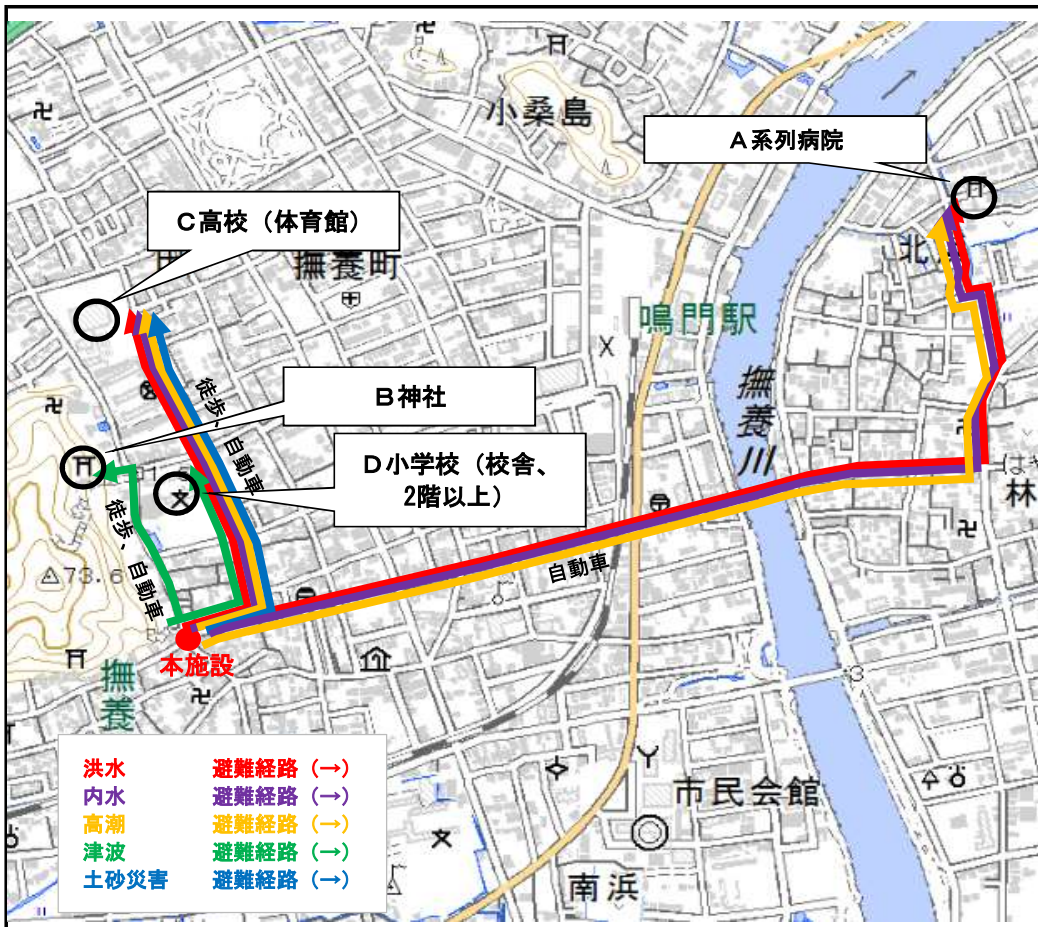 小桑島
A系列病院
C高校（体育館）
撫養町
北
鳴門駅
撫養川
B神社
D小学校（校舎、
2階以上）
徒歩、自動車
徒歩、自動車
自動車
73.6
林
本施設
撫養
市民会館
南浜
洪水　避難経路（→）
内水　避難経路（→）
高潮　避難経路（→）
津波　避難経路（→）
土砂災害　避難経路（→）